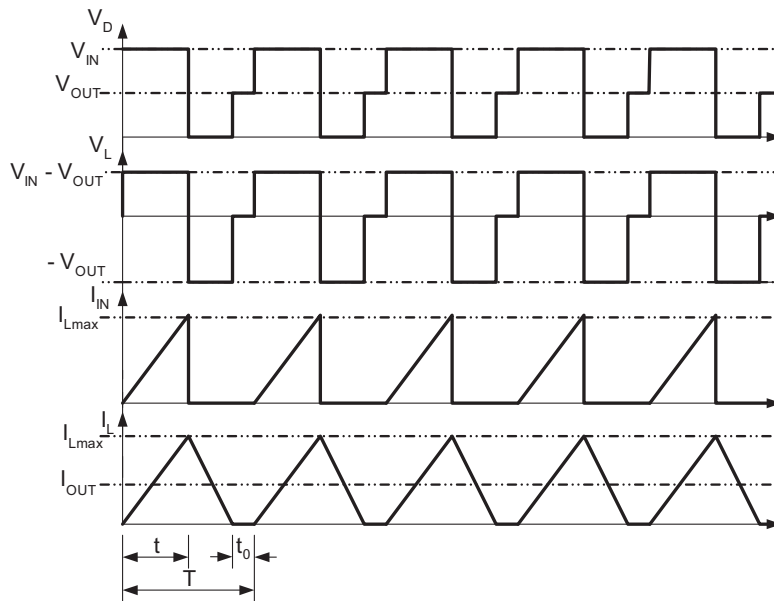 V_D
V_IN
V_OUT
V_L
V_IN - V_OUT
- V_OUT
I_IN
I_Lmax
I_L
I_Lmax
I_OUT
t
t_0
T